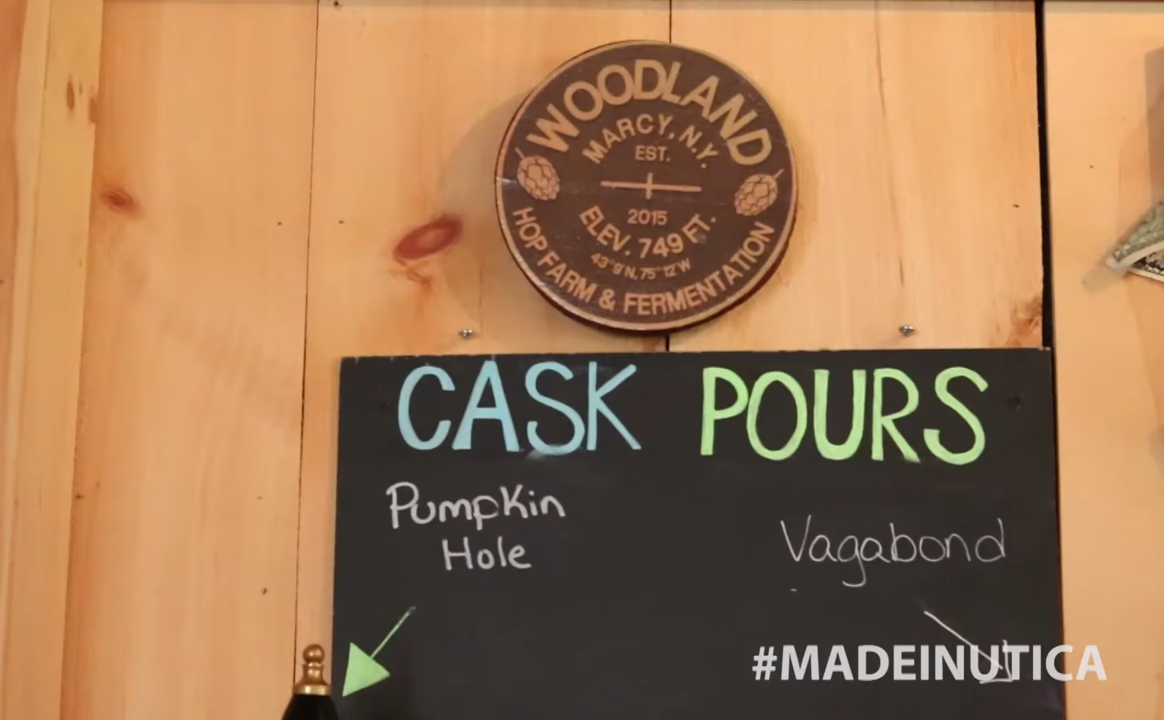 WOODLAND
MARCY, N.Y.
EST.
2015
ELEV. 749 FT.
43° 9' N, 75° 12' W
HOP FARM & FERMENTATION
CASK POURS
Pumpkin
Hole
Vagabond
#MADEINUTICA